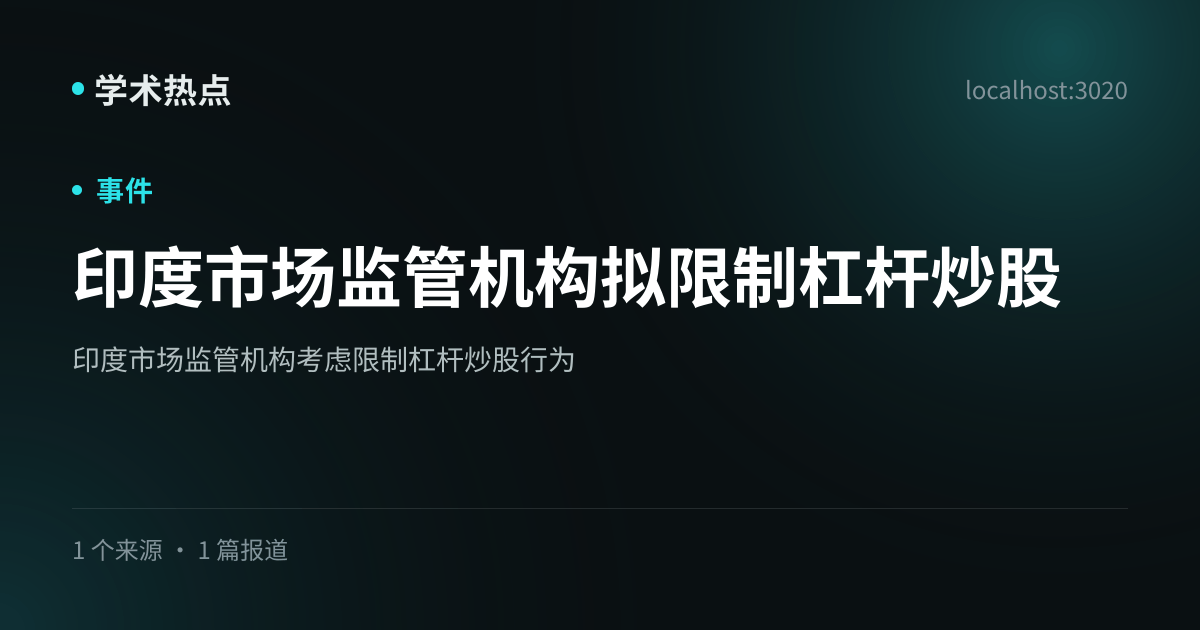 学术热点
localhost:3020
事件
印度市场监管机构拟限制杠杆炒股
印度市场监管机构考虑限制杠杆炒股行为
1 个来源 · 1 篇报道